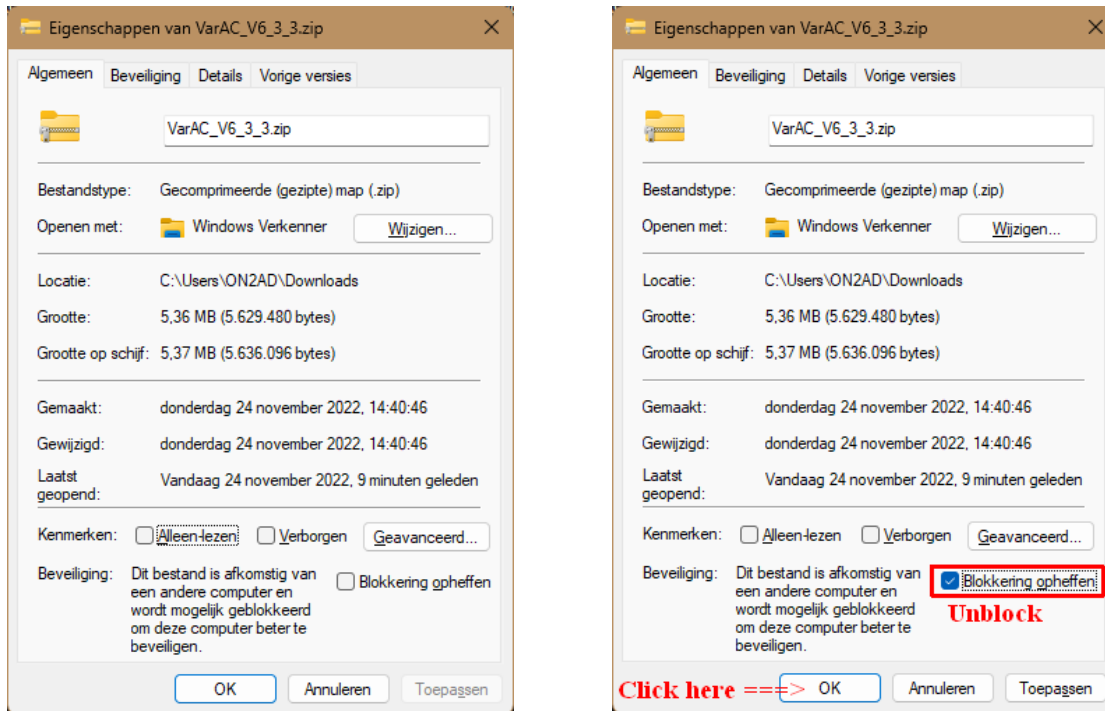 Eigenschappen van VarAC_V6_3_3.zip
Algemeen Beveiliging Details Vorige versies
VarAC_V6_3_3.zip
Bestandstype: Gecomprimeerde (gezipte) map (.zip)
Openen met: Windows Verkenner Wijzigen...
Locatie: C:\Users\ON2AD\Downloads
Grootte: 5,36 MB (5.629.480 bytes)
Grootte op schijf: 5,37 MB (5.636.096 bytes)
Gemaakt: donderdag 24 november 2022, 14:40:46
Gewijzigd: donderdag 24 november 2022, 14:40:46
Laatst
geopend: Vandaag 24 november 2022, 9 minuten geleden
Kenmerken: Alleen-lezen Verborgen Geavanceerd...
Beveiliging: Dit bestand is afkomstig van
een andere computer en
wordt mogelijk geblokkeerd
om deze computer beter te
beveiligen.
Blokkering opheffen
OK Annuleren Toepassen
Eigenschappen van VarAC_V6_3_3.zip
Algemeen Beveiliging Details Vorige versies
VarAC_V6_3_3.zip
Bestandstype: Gecomprimeerde (gezipte) map (.zip)
Openen met: Windows Verkenner Wijzigen...
Locatie: C:\Users\ON2AD\Downloads
Grootte: 5,36 MB (5.629.480 bytes)
Grootte op schijf: 5,37 MB (5.636.096 bytes)
Gemaakt: donderdag 24 november 2022, 14:40:46
Gewijzigd: donderdag 24 november 2022, 14:40:46
Laatst
geopend: Vandaag 24 november 2022, 9 minuten geleden
Kenmerken: Alleen-lezen Verborgen Geavanceerd...
Beveiliging: Dit bestand is afkomstig van
een andere computer en
wordt mogelijk geblokkeerd
om deze computer beter te
beveiligen.
Blokkering opheffen
Unblock
Click here ===> OK Annuleren Toepassen